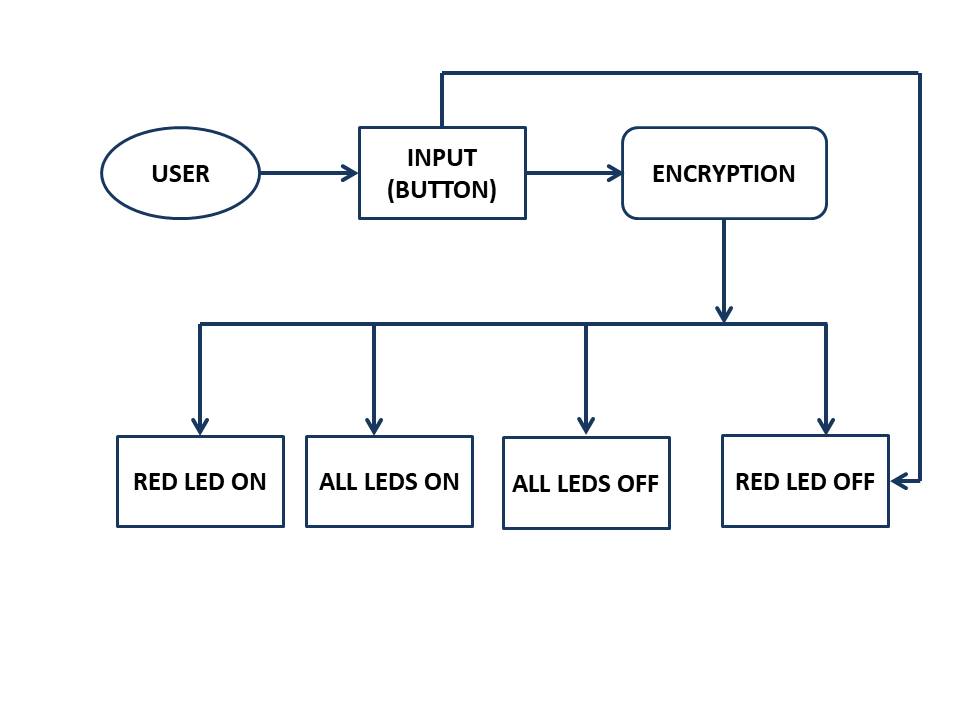 USER
INPUT
(BUTTON)
ENCRYPTION
RED LED ON
ALL LEDS ON
ALL LEDS OFF
RED LED OFF